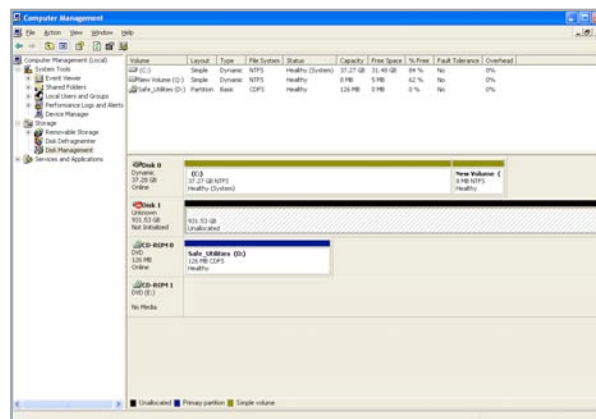 Computer Management
File Action View Window Help
Computer Management (Local)
System Tools
Event Viewer
Shared Folders
Local Users and Groups
Performance Logs and Alerts
Device Manager
Storage
Removable Storage
Disk Defragmenter
Disk Management
Services and Applications
Volume Layout Type File System Status Capacity Free Space % Free Fault Tolerance Overhead
(C:) Simple Dynamic NTFS Healthy (System) 37.27 GB 31.48 GB 84 % No 0%
New Volume (Q:) Simple Dynamic NTFS Healthy 8 MB 5 MB 62 % No 0%
Safe_Utilites (D:) Partition Basic CDFS Healthy 126 MB 0 MB 0 % No 0%
Disk 0
Dynamic
37.28 GB
Online
(C:)
37.27 GB NTFS
Healthy (System)
New Volume (
8 MB NTFS
Healthy
Disk 1
Unknown
931.53 GB
Not Initialized
931.53 GB
Unallocated
CD-ROM 0
DVD
126 MB
Online
Safe_Utilites (D:)
126 MB CDFS
Healthy
CD-ROM 1
DVD (E:)
No Media
Unallocated Primary partition Simple volume